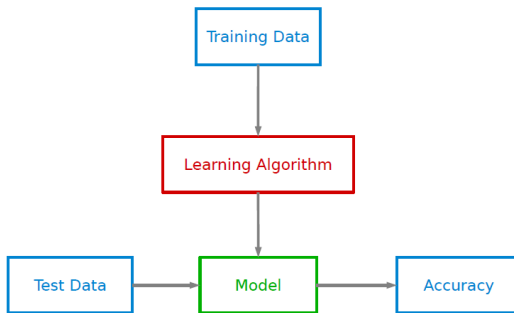 Training Data
Learning Algorithm
Test Data
Model
Accuracy